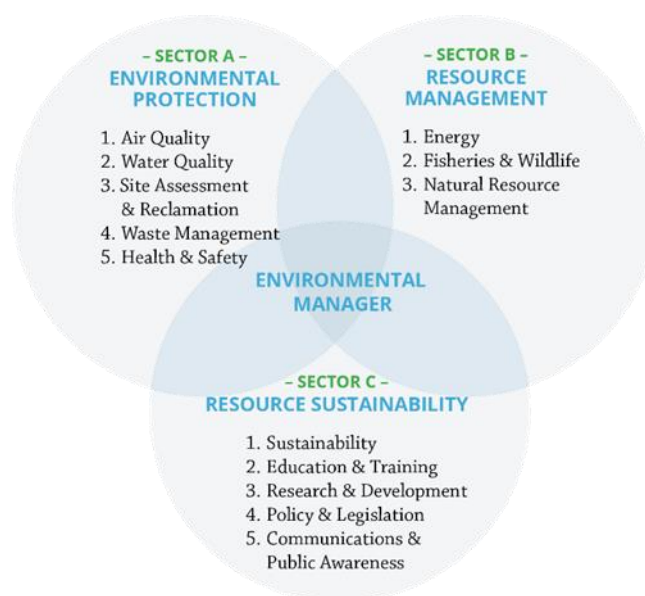 – SECTOR A –
ENVIRONMENTAL
PROTECTION
1. Air Quality
2. Water Quality
3. Site Assessment
& Reclamation
4. Waste Management
5. Health & Safety
– SECTOR B –
RESOURCE
MANAGEMENT
1. Energy
2. Fisheries & Wildlife
3. Natural Resource
Management
ENVIRONMENTAL
MANAGER
– SECTOR C –
RESOURCE SUSTAINABILITY
1. Sustainability
2. Education & Training
3. Research & Development
4. Policy & Legislation
5. Communications &
Public Awareness